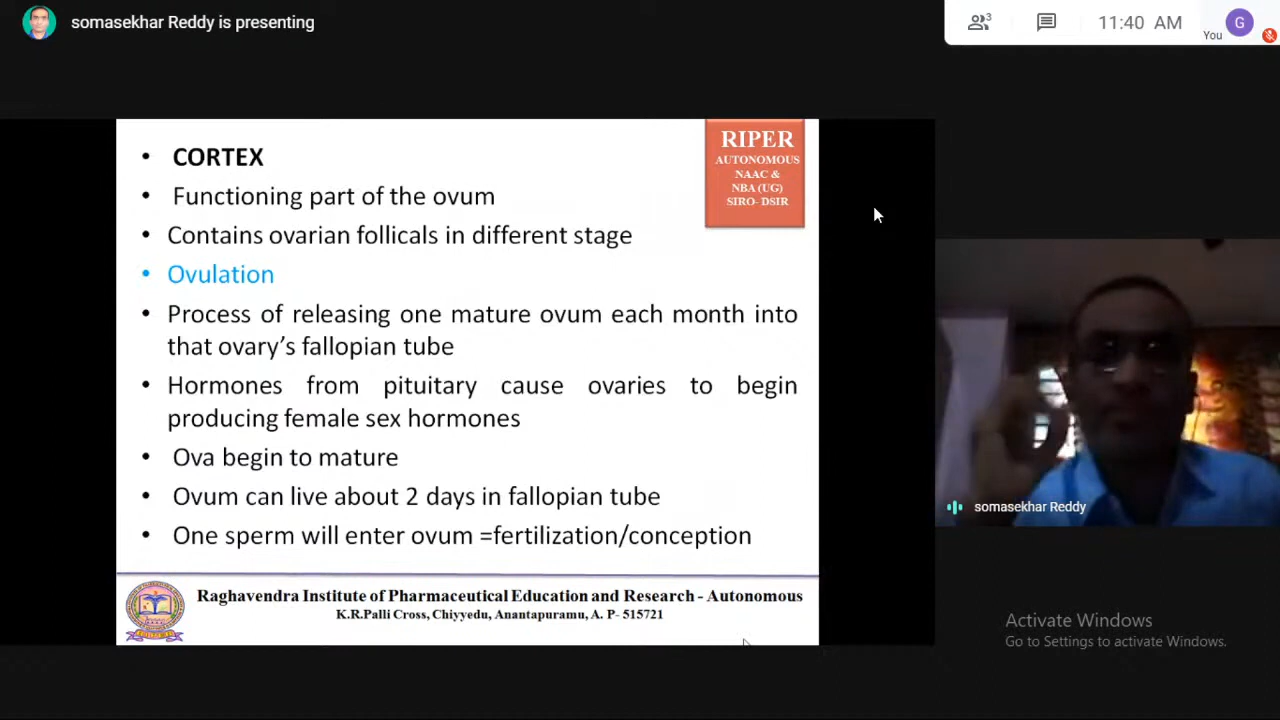 somasekhar Reddy is presenting
3
11:40 AM
You
G
• CORTEX
• Functioning part of the ovum
• Contains ovarian follicals in different stage
• Ovulation
• Process of releasing one mature ovum each month into
that ovary's fallopian tube
• Hormones from pituitary cause ovaries to begin
producing female sex hormones
• Ova begin to mature
• Ovum can live about 2 days in fallopian tube
• One sperm will enter ovum =fertilization/conception
RIPER
AUTONOMOUS
NAAC &
NBA (UG)
SIRO- DSIR
Raghavendra Institute of Pharmaceutical Education and Research - Autonomous
K.R.Palli Cross, Chiyyedu, Anantapuramu, A. P- 515721
somasekhar Reddy
Activate Windows
Go to Settings to activate Windows.